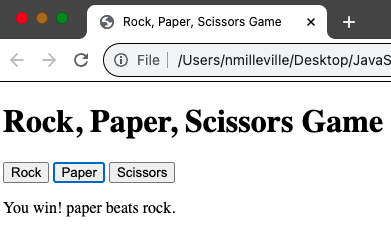 Rock, Paper, Scissors Game
File | /Users/nmilleville/Desktop/JavaS
Rock, Paper, Scissors Game
Rock Paper Scissors
You win! paper beats rock.